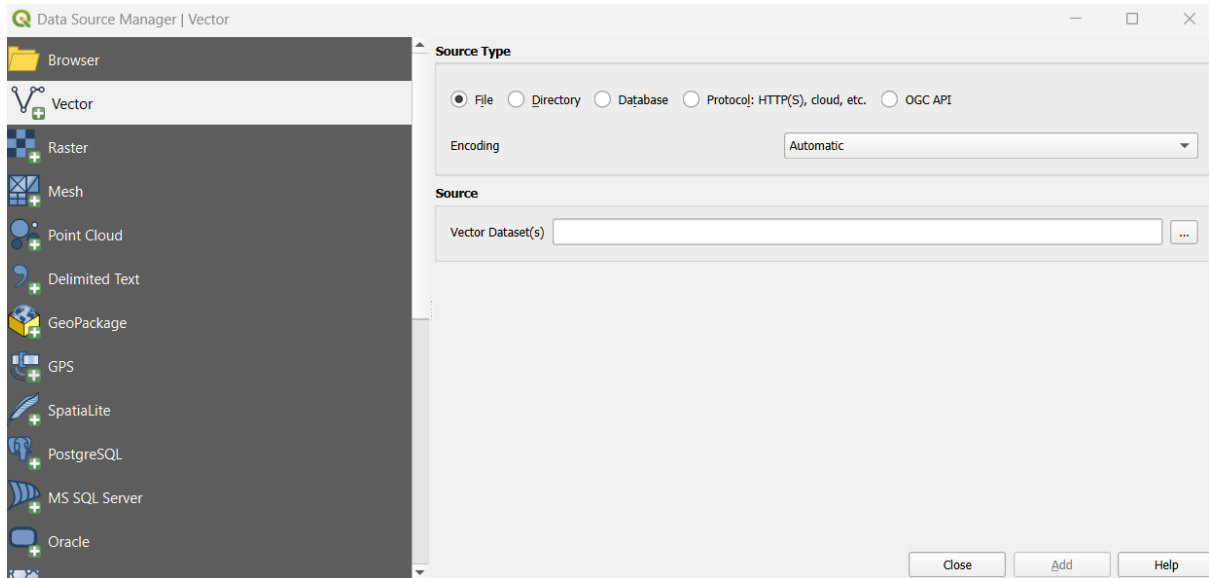 Data Source Manager | Vector
Browser
Vector
Raster
Mesh
Point Cloud
Delimited Text
GeoPackage
GPS
SpatiaLite
PostgreSQL
MS SQL Server
Oracle
Source Type
File Directory Database Protocol: HTTP(S), cloud, etc. OGC API
Encoding Automatic
Source
Vector Dataset(s) ...
Close Add Help